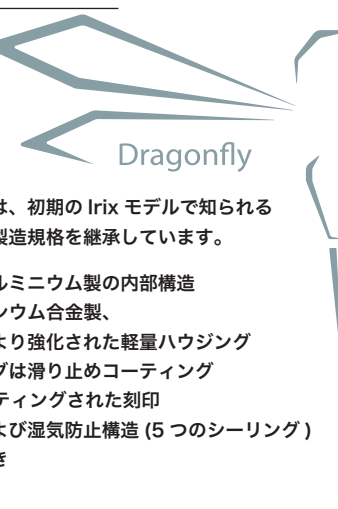 Dragonfly
は、初期の Irix モデルで知られる
製造規格を継承しています。
ルミニウム製の内部構造
シウム合金製、
より強化された軽量ハウジング
グは滑り止めコーティング
ティングされた刻印
よび湿気防止構造 (5 つのシーリング )
き